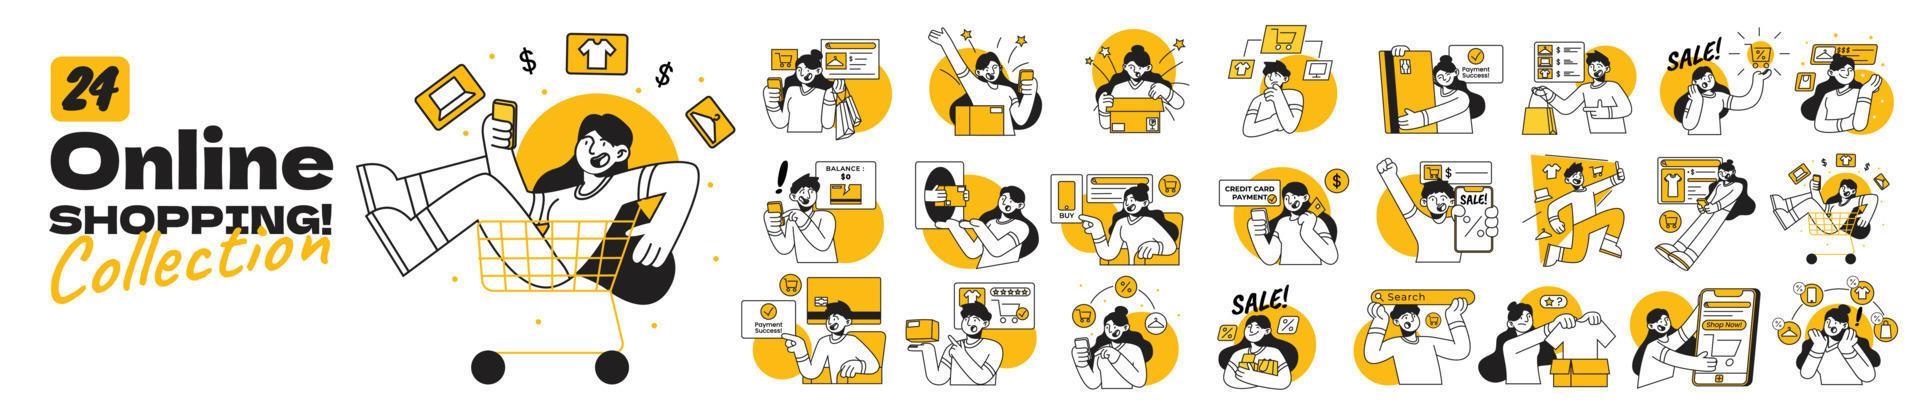 24
Online
SHOPPING!
Collection
$
$
$
Payment
Success!
$
$
$
SALE!
%
$$$
!
BALANCE :
$0
BUY
CREDIT CARD
PAYMENT
$
$
SALE!
%
$
$
$
Payment
Success!
%
SALE!
%
%
Search
?
Shop Now!
%
%
%
!